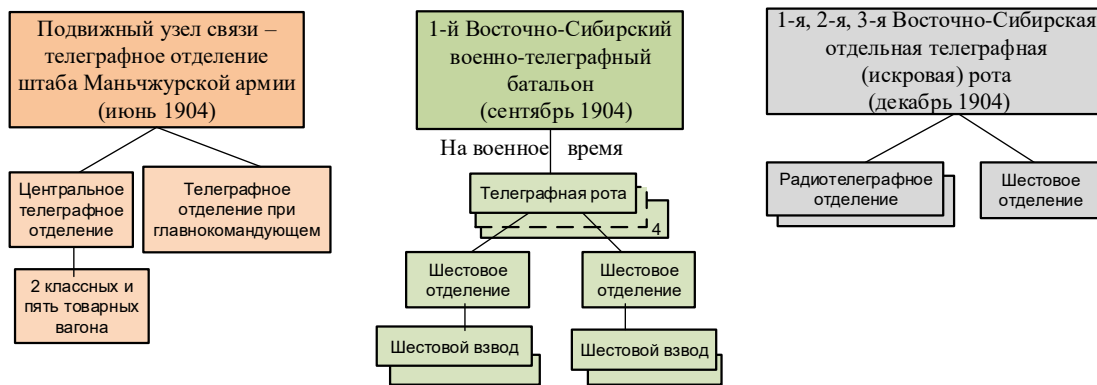 Подвижный узел связи –
телеграфное отделение
штаба Маньчжурской армии
(июнь 1904)
Центральное
телеграфное
отделение
Телеграфное
отделение при
главнокомандующем
2 классных и
пять товарных
вагона
1-й Восточно-Сибирский
военно-телеграфный
батальон
(сентябрь 1904)
На военное время
Телеграфная рота
4
Шестовое
отделение
Шестовое
отделение
Шестовой взвод
Шестовой взвод
1-я, 2-я, 3-я Восточно-Сибирская
отдельная телеграфная
(искровая) рота
(декабрь 1904)
Радиотелеграфное
отделение
Шестовое
отделение